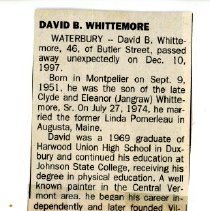 DAVID B. WHITTEMORE
WATERBURY -- David B. Whitte-
more, 46, of Butler Street, passed
away unexpectedly on Dec. 10,
1997.
Born in Montpelier on Sept. 9,
1951, he was the son of the late
Clyde and Eleanor (Jangraw) Whitte-
more, Sr. On July 27, 1974, he mar-
ried the former Linda Pomerleau in
Augusta, Maine.
David was a 1969 graduate of
Harwood Union High School in Dux-
bury and continued his education at
Johnson State College, receiving his
degree in physical education. A well
known painter in the Central Ver-
mont area, he began his career in-
dependently and later founded Vil-